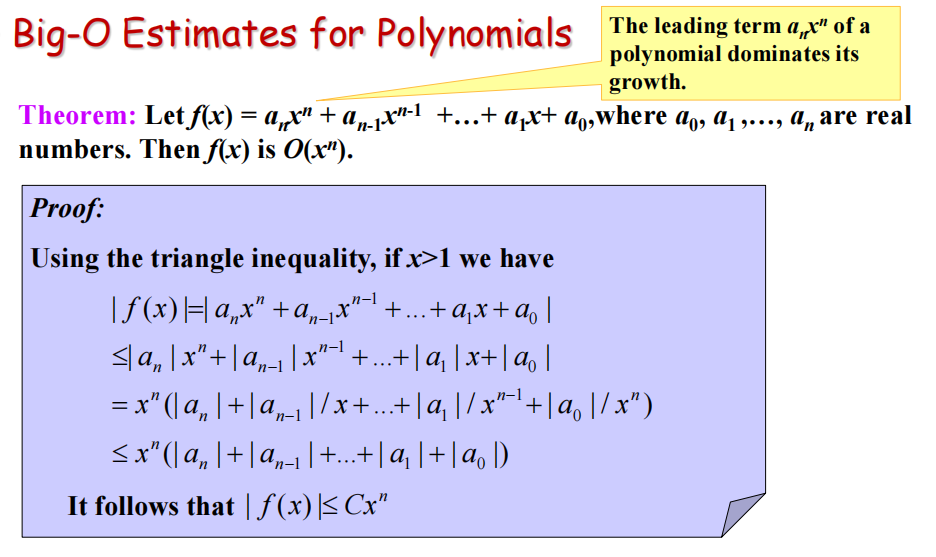 Big-O Estimates for Polynomials
The leading term aₙxⁿ of a
polynomial dominates its
growth.
Theorem: Let f(x) = aₙxⁿ + aₙ₋₁xⁿ⁻¹ +…+ a₁x+ a₀,where a₀, a₁ ,…, aₙ are real
numbers. Then f(x) is O(xⁿ).
Proof:
Using the triangle inequality, if x>1 we have
| f(x) |=| aₙxⁿ + aₙ₋₁xⁿ⁻¹ + ... + a₁x + a₀ |
≤| aₙ | xⁿ + | aₙ₋₁ | xⁿ⁻¹ + ...+ | a₁ | x+ | a₀ |
= xⁿ(| aₙ | + | aₙ₋₁ | / x + ...+ | a₁ | / xⁿ⁻¹ + | a₀ | / xⁿ)
≤ xⁿ(| aₙ | + | aₙ₋₁ | +...+ | a₁ | + | a₀ |)
It follows that | f(x) |≤ Cxⁿ